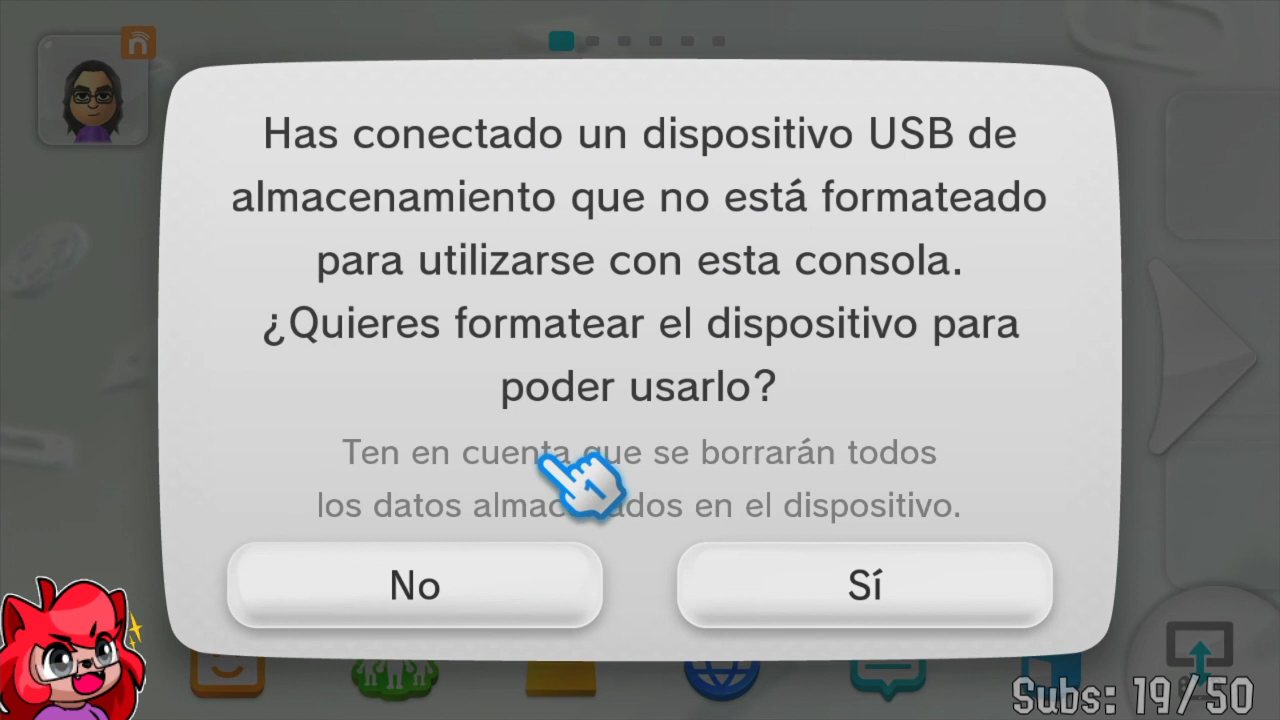 Has conectado un dispositivo USB de
almacenamiento que no está formateado
para utilizarse con esta consola.
¿Quieres formatear el dispositivo para
poder usarlo?
Ten en cuenta que se borrarán todos
los datos almacenados en el dispositivo.
1
No
Sí
Subs: 19/50